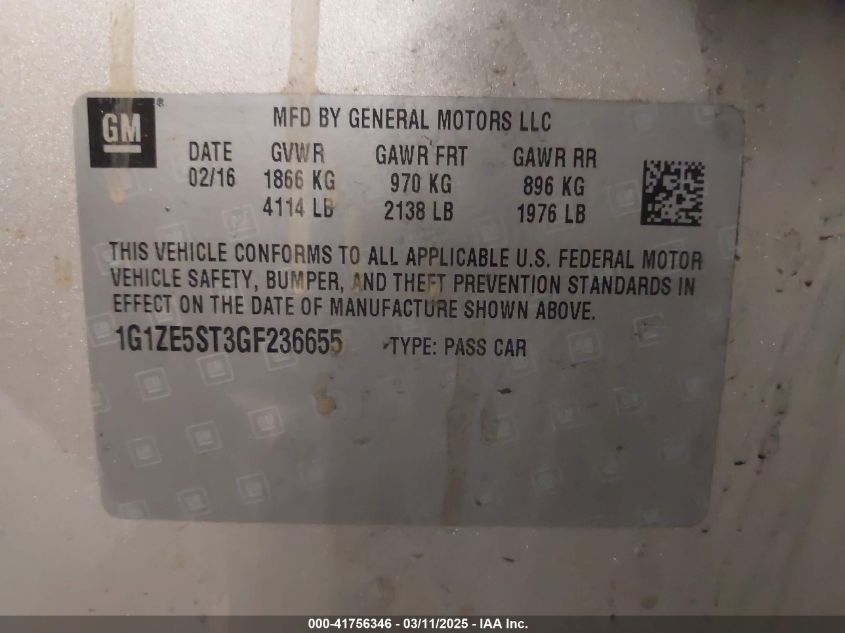 GM®
MFD BY GENERAL MOTORS LLC
DATE GVWR GAWR FRT GAWR RR
02/16 1866 KG 970 KG 896 KG
4114 LB 2138 LB 1976 LB
THIS VEHICLE CONFORMS TO ALL APPLICABLE U.S. FEDERAL MOTOR
VEHICLE SAFETY, BUMPER, AND THEFT PREVENTION STANDARDS IN
EFFECT ON THE DATE OF MANUFACTURE SHOWN ABOVE.
1G1ZE5ST3GF236655 TYPE: PASS CAR
000-41756346 - 03/11/2025 - IAA Inc.